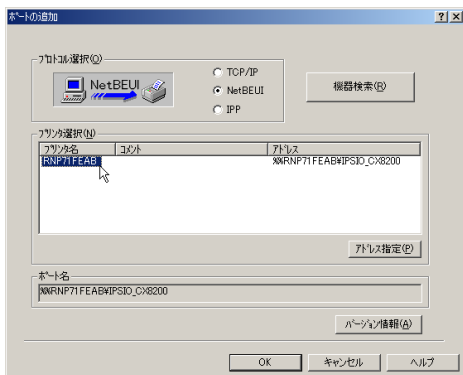 ポートの追加
プロトコル選択(O)
NetBEUI
TCP/IP
NetBEUI
IPP
機器検索(R)
プリンタ選択(N)
プリンタ名 コメント アドレス
RNP71FEAB %%RNP71FEAB¥IPSIO_CX8200
アドレス指定(P)
ポート名
%%RNP71FEAB¥IPSIO_CX8200
バージョン情報(A)
OK キャンセル ヘルプ